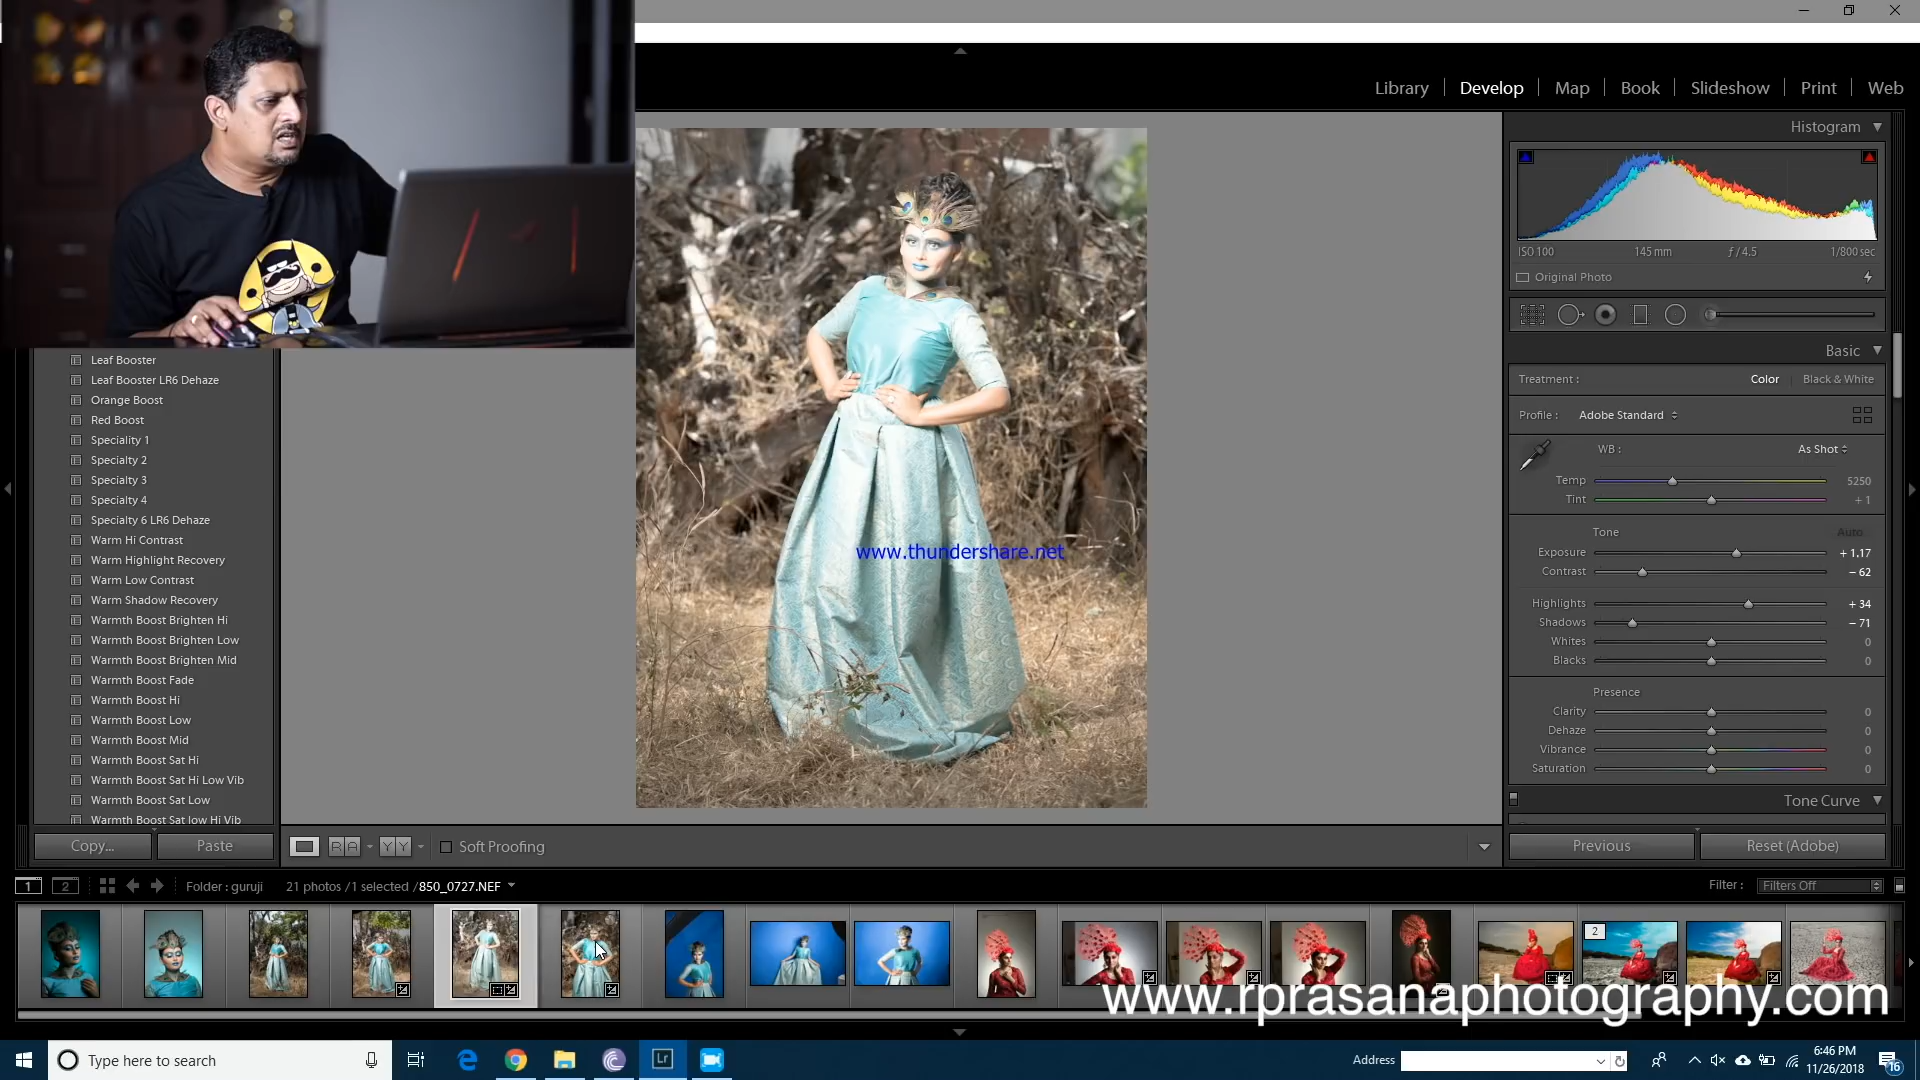 Library | Develop | Map | Book | Slideshow | Print | Web
Histogram
ISO 100 145 mm ƒ / 4.5 1/800 sec
Original Photo
Basic
Treatment : Color | Black & White
Profile : Adobe Standard
WB : As Shot
Temp 5250
Tint + 1
Tone Auto
Exposure + 1.17
Contrast − 62
Highlights + 34
Shadows − 71
Whites 0
Blacks 0
Presence
Clarity 0
Dehaze 0
Vibrance 0
Saturation 0
Tone Curve
Previous Reset (Adobe)
Leaf Booster
Leaf Booster LR6 Dehaze
Orange Boost
Red Boost
Speciality 1
Specialty 2
Specialty 3
Specialty 4
Specialty 6 LR6 Dehaze
Warm Hi Contrast
Warm Highlight Recovery
Warm Low Contrast
Warm Shadow Recovery
Warmth Boost Brighten Hi
Warmth Boost Brighten Low
Warmth Boost Brighten Mid
Warmth Boost Fade
Warmth Boost Hi
Warmth Boost Low
Warmth Boost Mid
Warmth Boost Sat Hi
Warmth Boost Sat Hi Low Vib
Warmth Boost Sat Low
Warmth Boost Sat low Hi Vib
www.thundershare.net
Copy... Paste
R A Y Y Soft Proofing
1 2 Folder : guruji 21 photos /1 selected /850_0727.NEF Filter : Filters Off
2
www.rprasanaphotography.com
Type here to search
Lr
Address
6:46 PM
11/26/2018
16